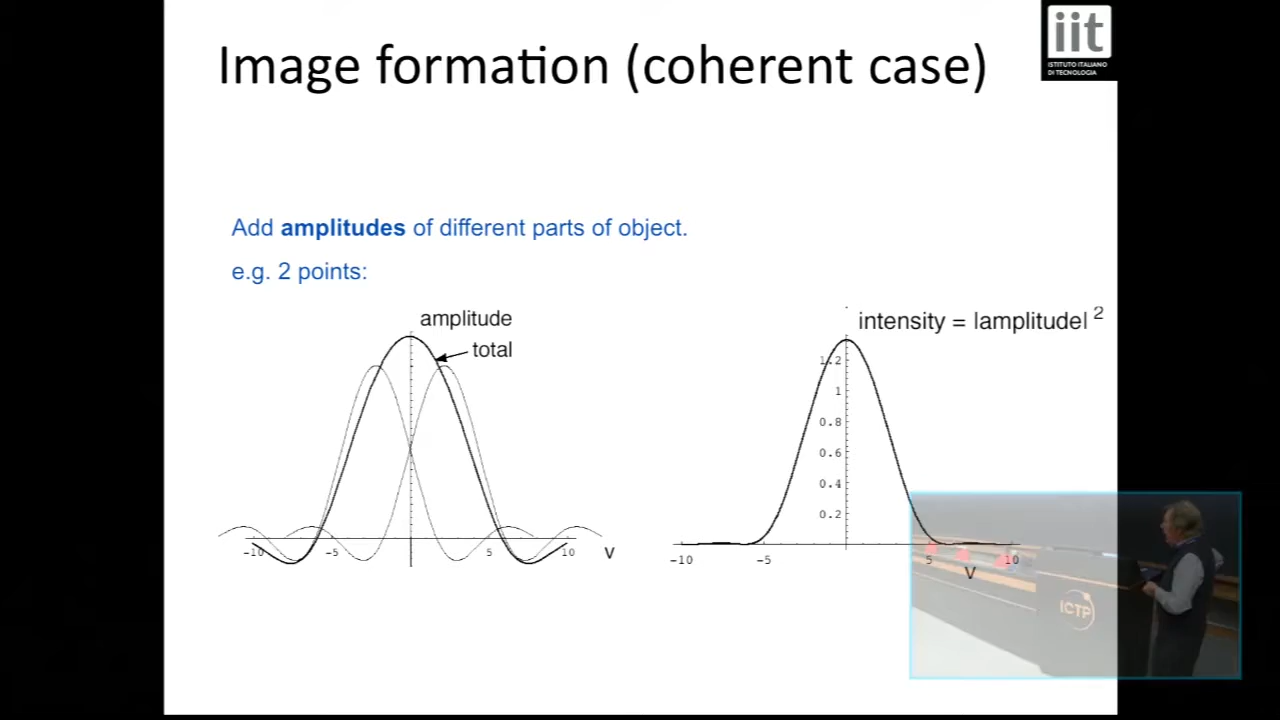 Image formation (coherent case)
iit
ISTITUTO ITALIANO
DI TECNOLOGIA
Add amplitudes of different parts of object.
e.g. 2 points:
amplitude
total
-10 -5 5 10 v
intensity = |amplitude| 2
1.2
1
0.8
0.6
0.4
0.2
-10 -5 5 10
v
ICTP